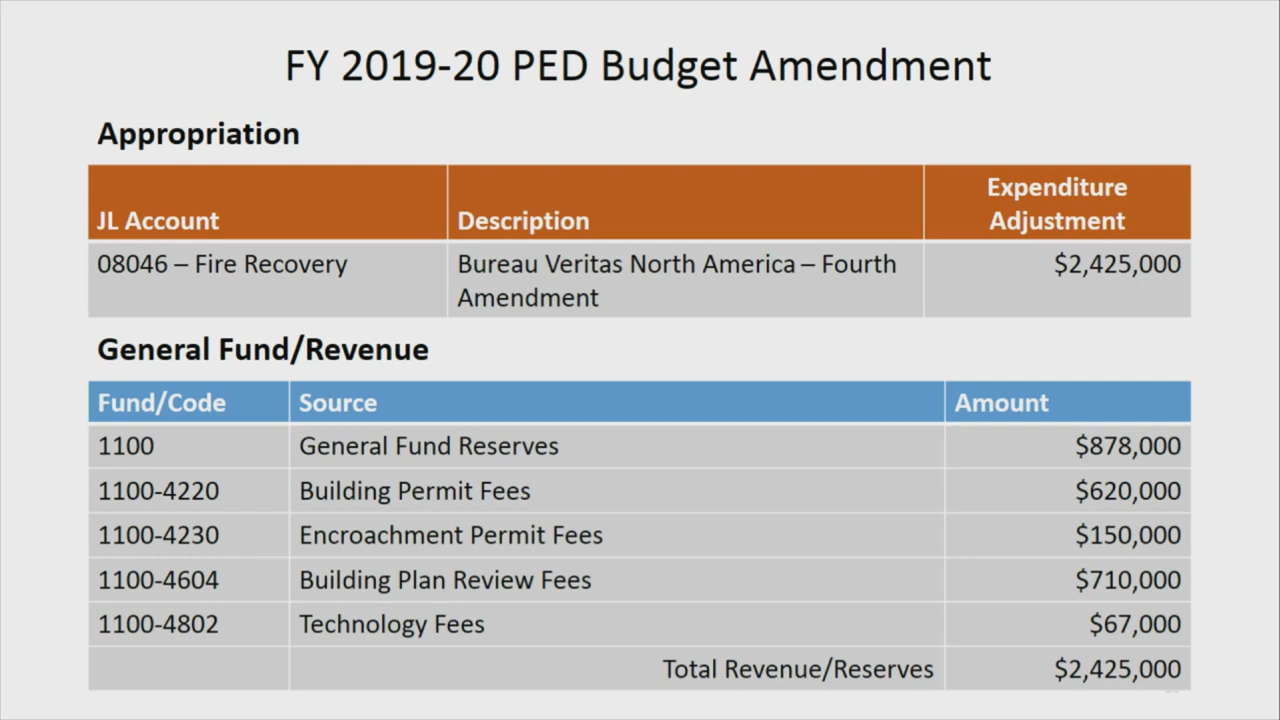 FY 2019-20 PED Budget Amendment
Appropriation
JL Account Description Expenditure Adjustment
08046 – Fire Recovery Bureau Veritas North America – Fourth Amendment $2,425,000
General Fund/Revenue
Fund/Code Source Amount
1100 General Fund Reserves $878,000
1100-4220 Building Permit Fees $620,000
1100-4230 Encroachment Permit Fees $150,000
1100-4604 Building Plan Review Fees $710,000
1100-4802 Technology Fees $67,000
Total Revenue/Reserves $2,425,000